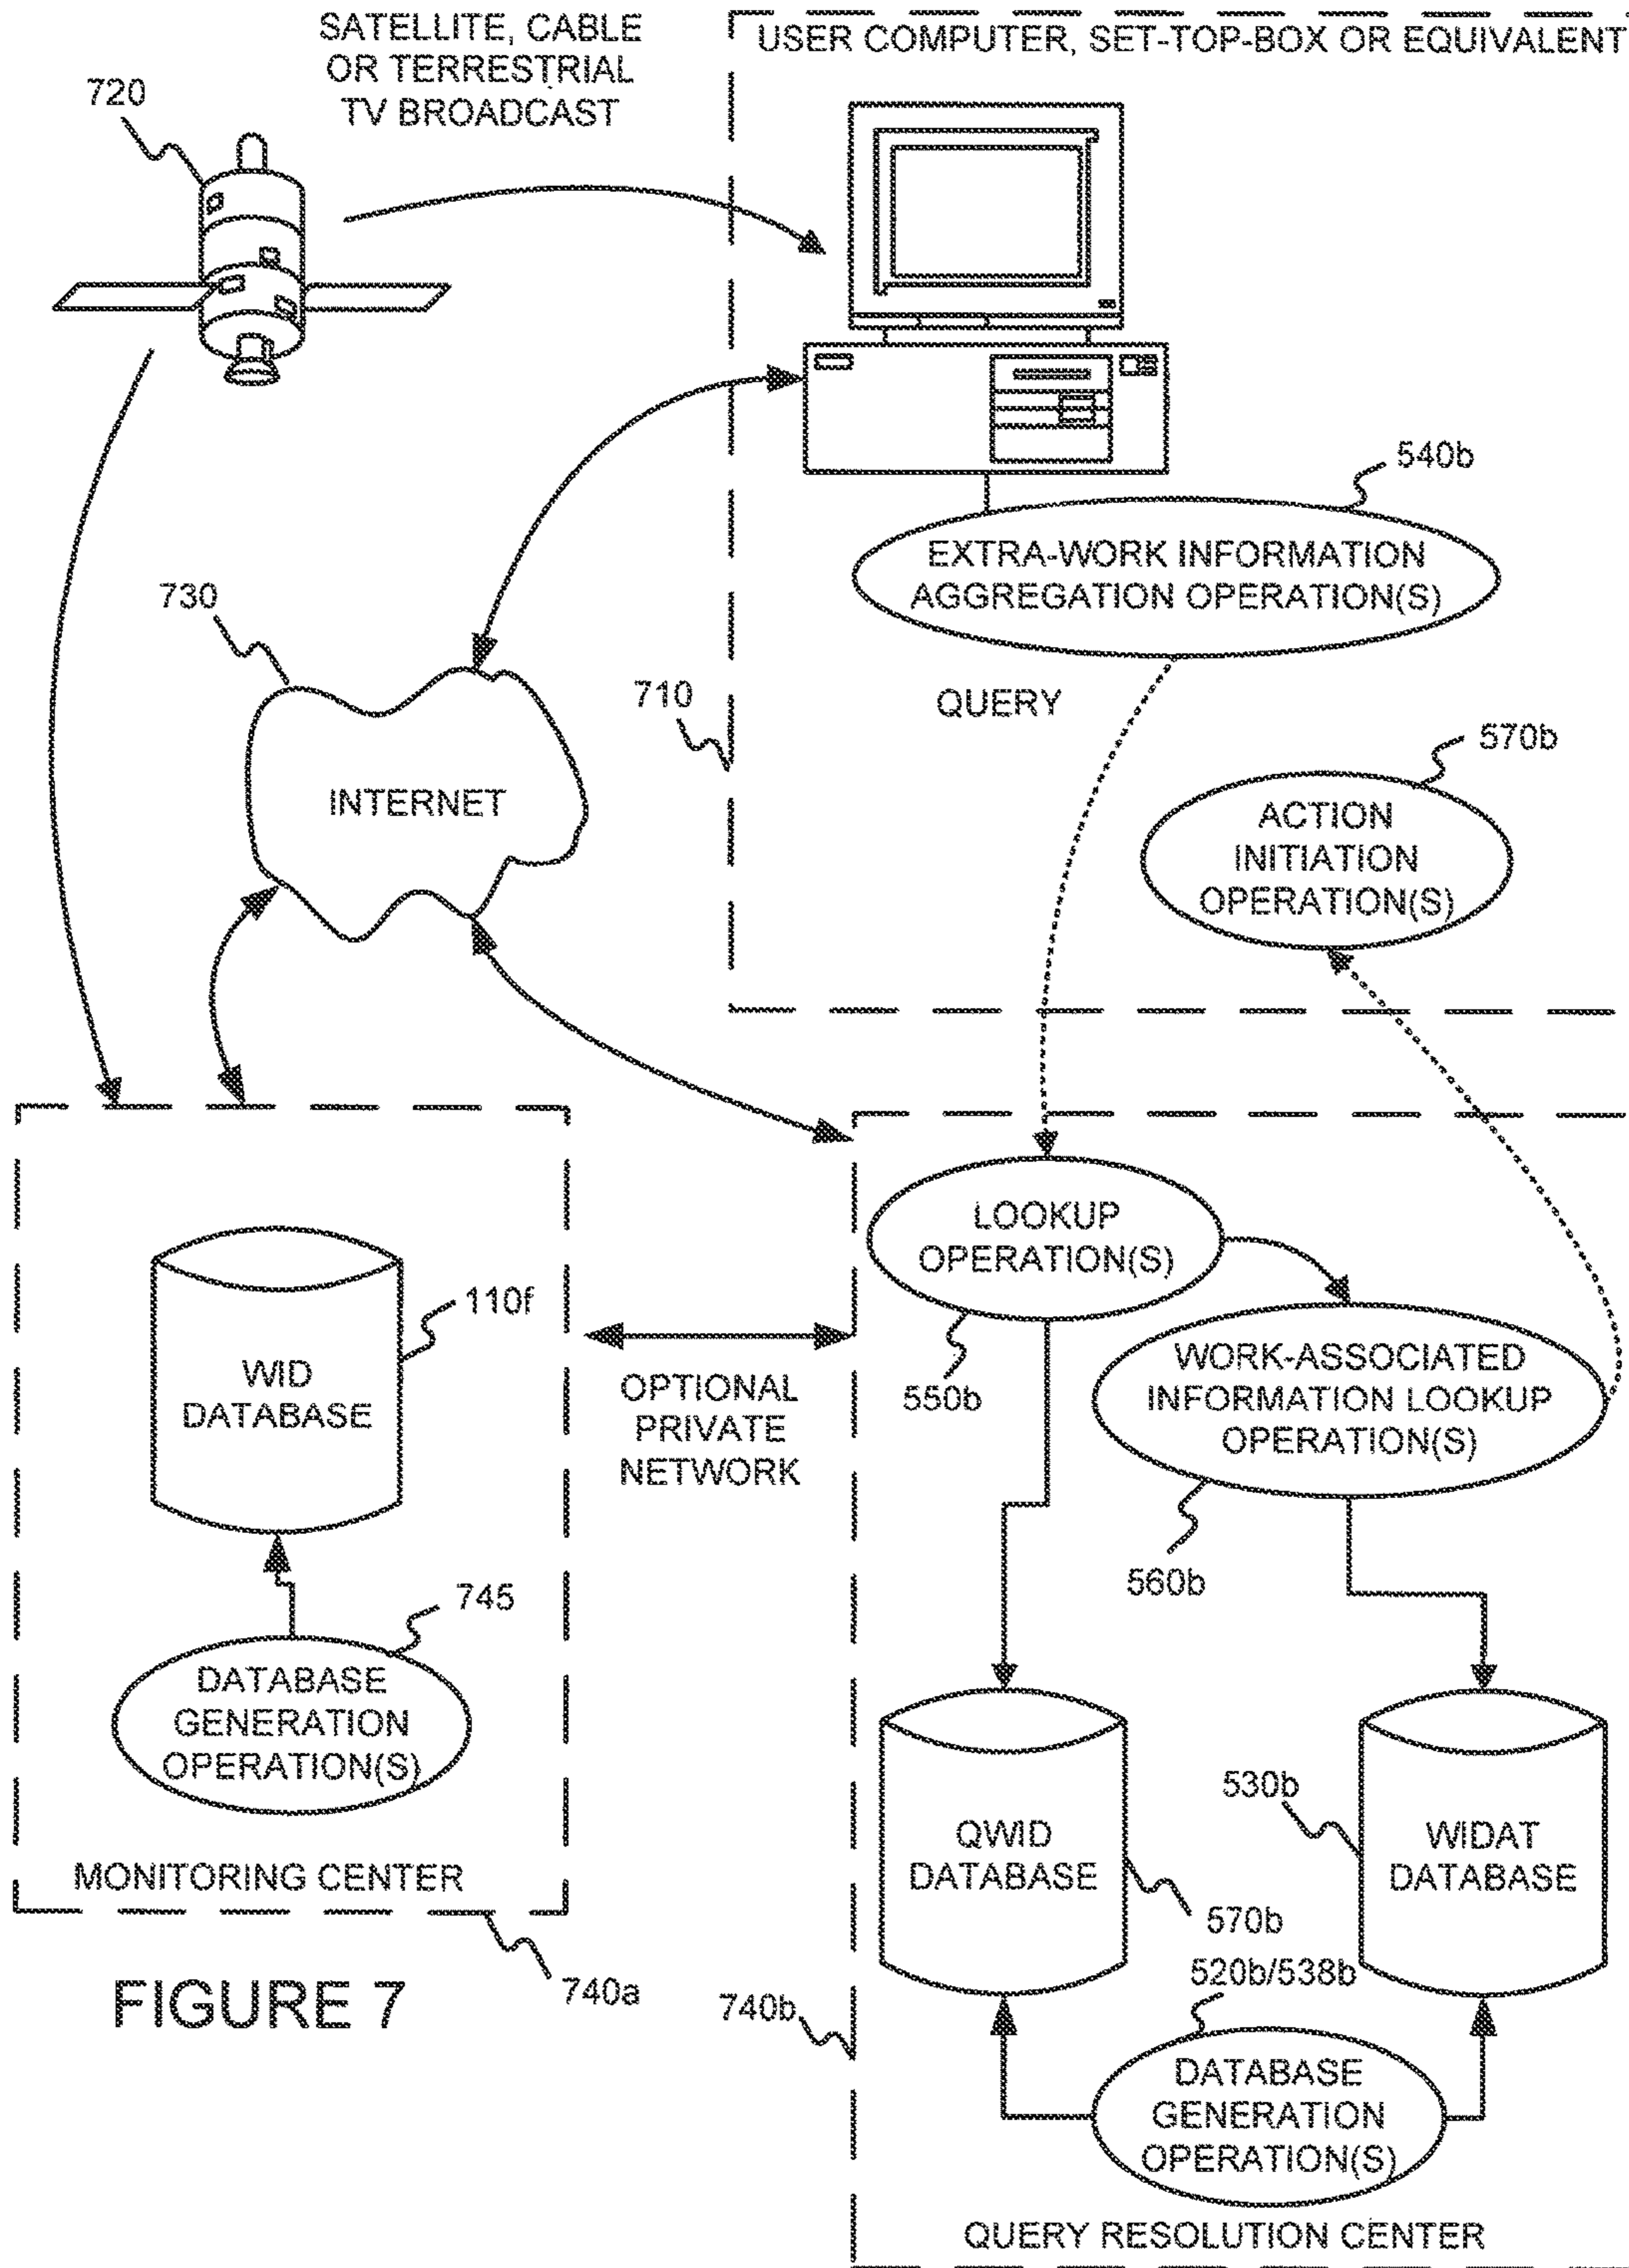 SATELLITE, CABLE
OR TERRESTRIAL
TV BROADCAST
720
USER COMPUTER, SET-TOP-BOX OR EQUIVALENT
540b
EXTRA-WORK INFORMATION
AGGREGATION OPERATION(S)
730
710
QUERY
INTERNET
570b
ACTION
INITIATION
OPERATION(S)
LOOKUP
OPERATION(S)
110f
WID
DATABASE
OPTIONAL
PRIVATE
NETWORK
550b
WORK-ASSOCIATED
INFORMATION LOOKUP
OPERATION(S)
560b
745
DATABASE
GENERATION
OPERATION(S)
MONITORING CENTER
740a
530b
QWID
DATABASE
WIDAT
DATABASE
570b
520b/538b
740b
DATABASE
GENERATION
OPERATION(S)
QUERY RESOLUTION CENTER
FIGURE 7